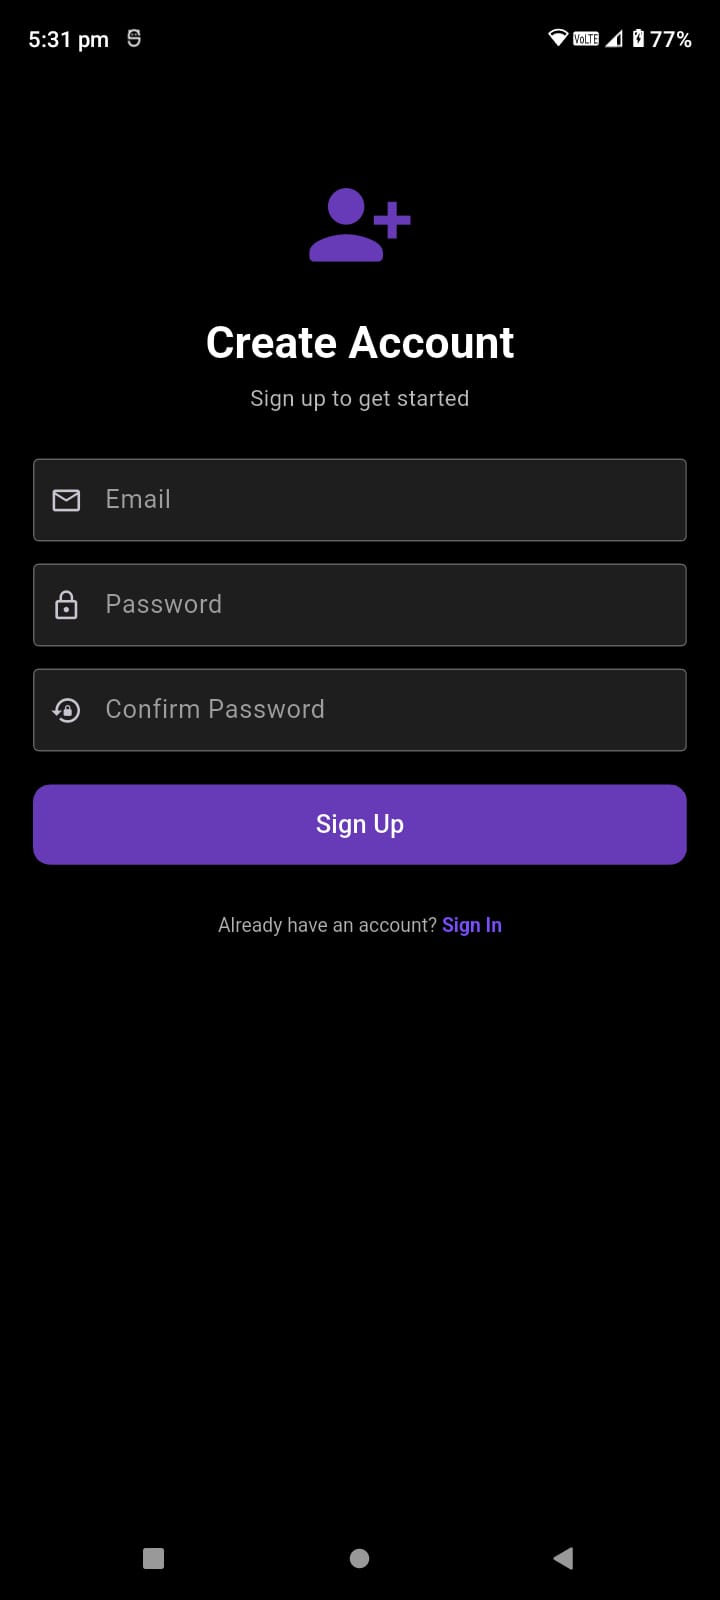 5:31 pm
VoLTE 77%
Create Account
Sign up to get started
Email
Password
Confirm Password
Sign Up
Already have an account? Sign In